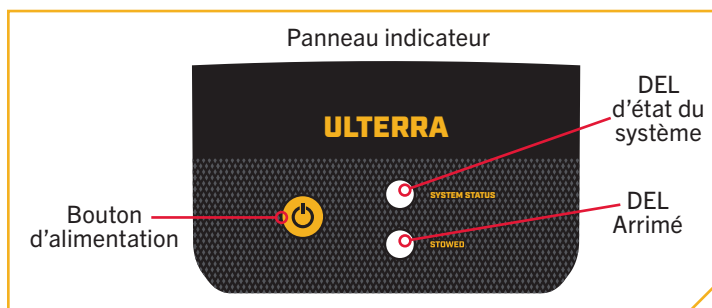 Panneau indicateur
DEL
d'état du
système
ULTERRA
SYSTEM STATUS
Bouton
d'alimentation
DEL
Arrimé
STOWED